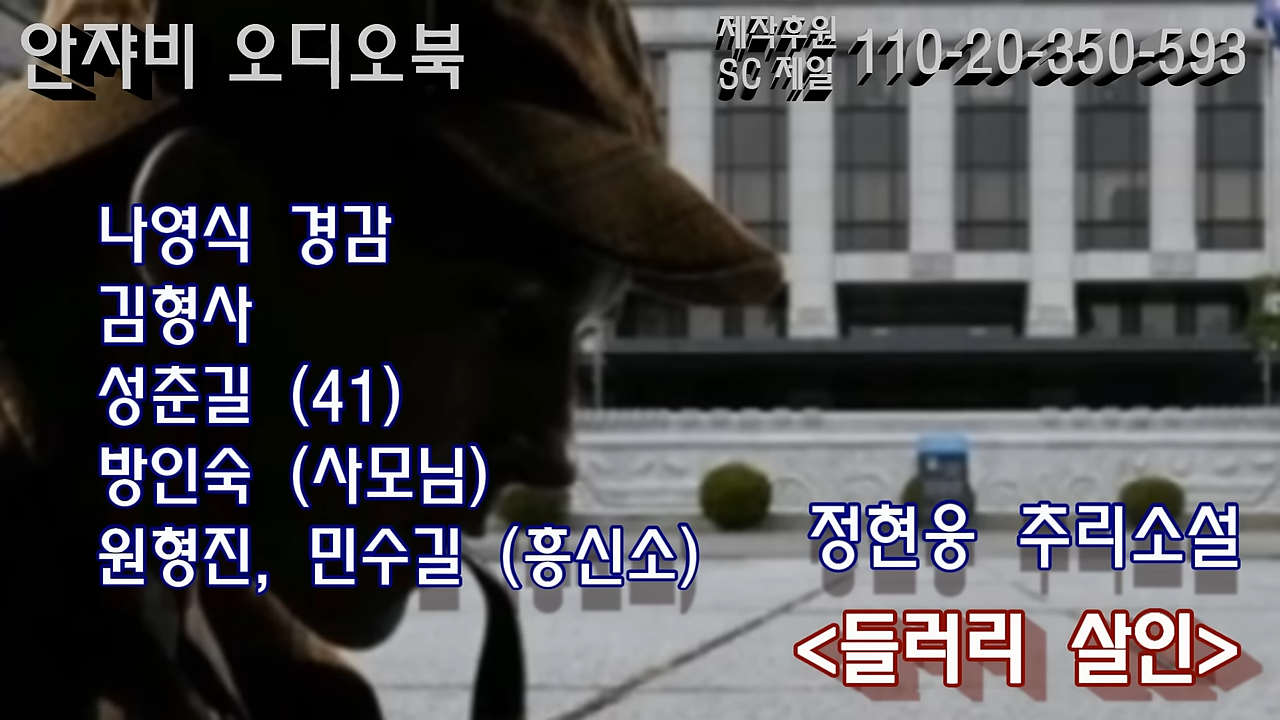 안쟈비 오디오북
제작후원
SC 제일
110-20-350-593
나영식 경감
김형사
성춘길 (41)
방인숙 (사모님)
원형진, 민수길 (흥신소)
정현웅 추리소설
<들러리 살인>